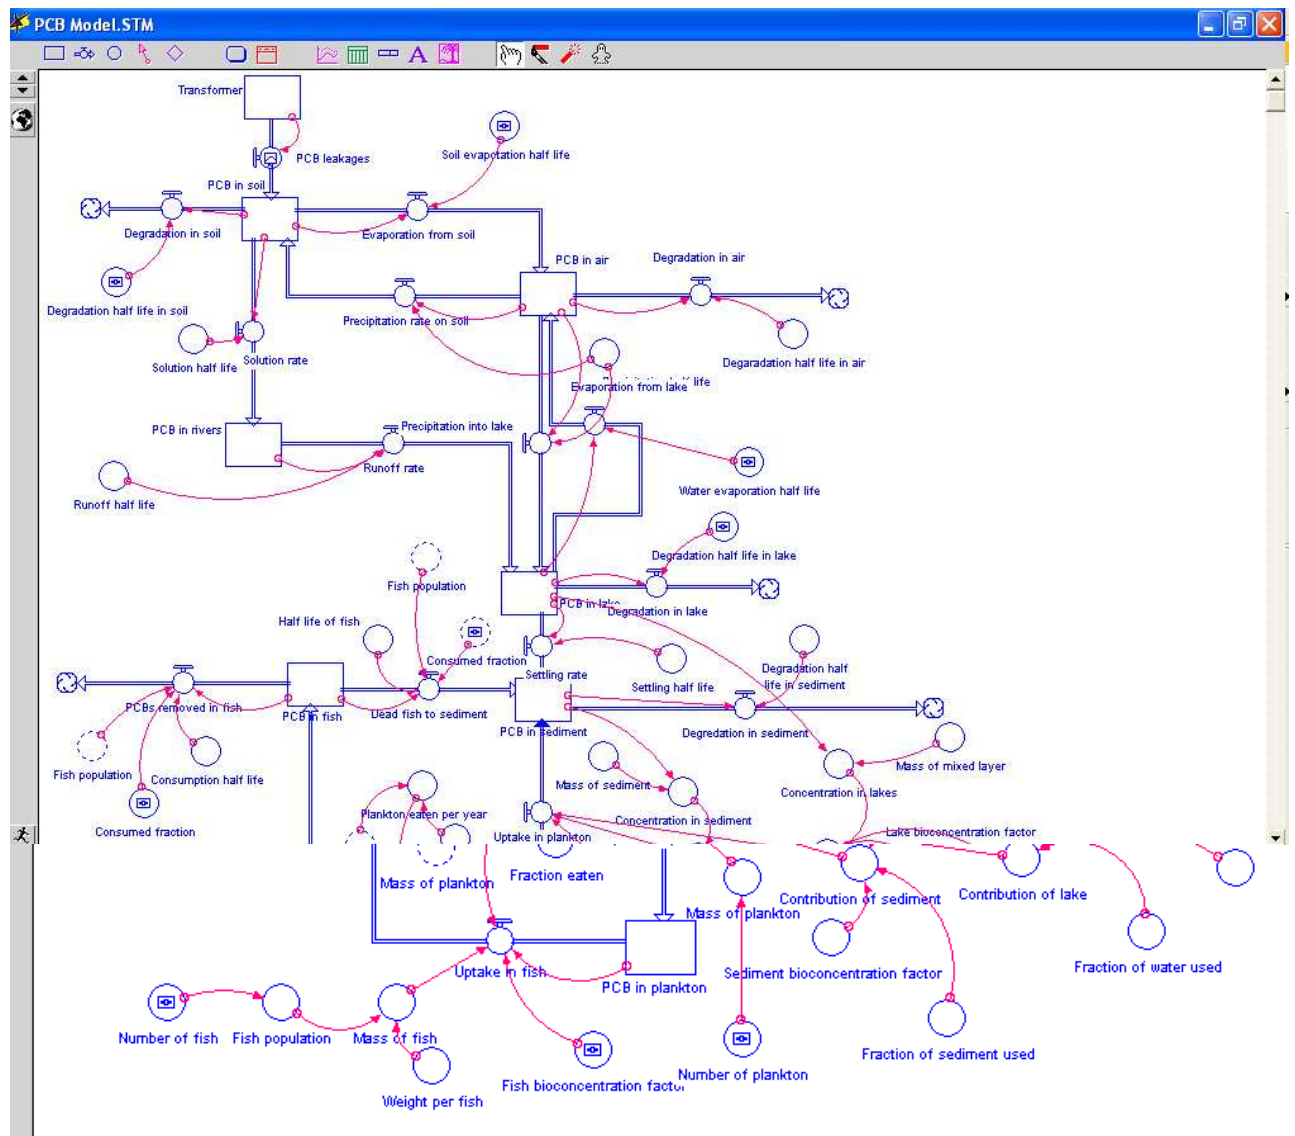 PCB Model.STM
A
Transformer
PCB leakages
Soil evapotation half life
PCB in soil
Degradation in soil
Evaporation from soil
PCB in air
Degradation in air
Degradation half life in soil
Precipitation rate on soil
Solution half life
Solution rate
Degaradation half life in air
life
Evaporation from lake
PCB in rivers
Precipitation into lake
Runoff rate
Runoff half life
Water evaporation half life
Degradation half life in lake
Fish population
PCB in lake
Degradation in lake
Half life of fish
Consumed fraction
Settling rate
Settling half life
Degradation half
life in sediment
PCBs removed in fish
PCB in fish
Dead fish to sediment
PCB in sediment
Degredation in sediment
Fish population
Consumption half life
Mass of sediment
Mass of mixed layer
Concentration in lakes
Consumed fraction
Plankton eaten per year
Uptake in plankton
Concentration in sediment
Lake bioconcentration factor
Mass of plankton
Fraction eaten
Mass of plankton
Contribution of sediment
Contribution of lake
Uptake in fish
PCB in plankton
Sediment bioconcentration factor
Fraction of water used
Number of fish
Fish population
Mass of fish
Fraction of sediment used
Fish bioconcentration factor
Number of plankton
Weight per fish